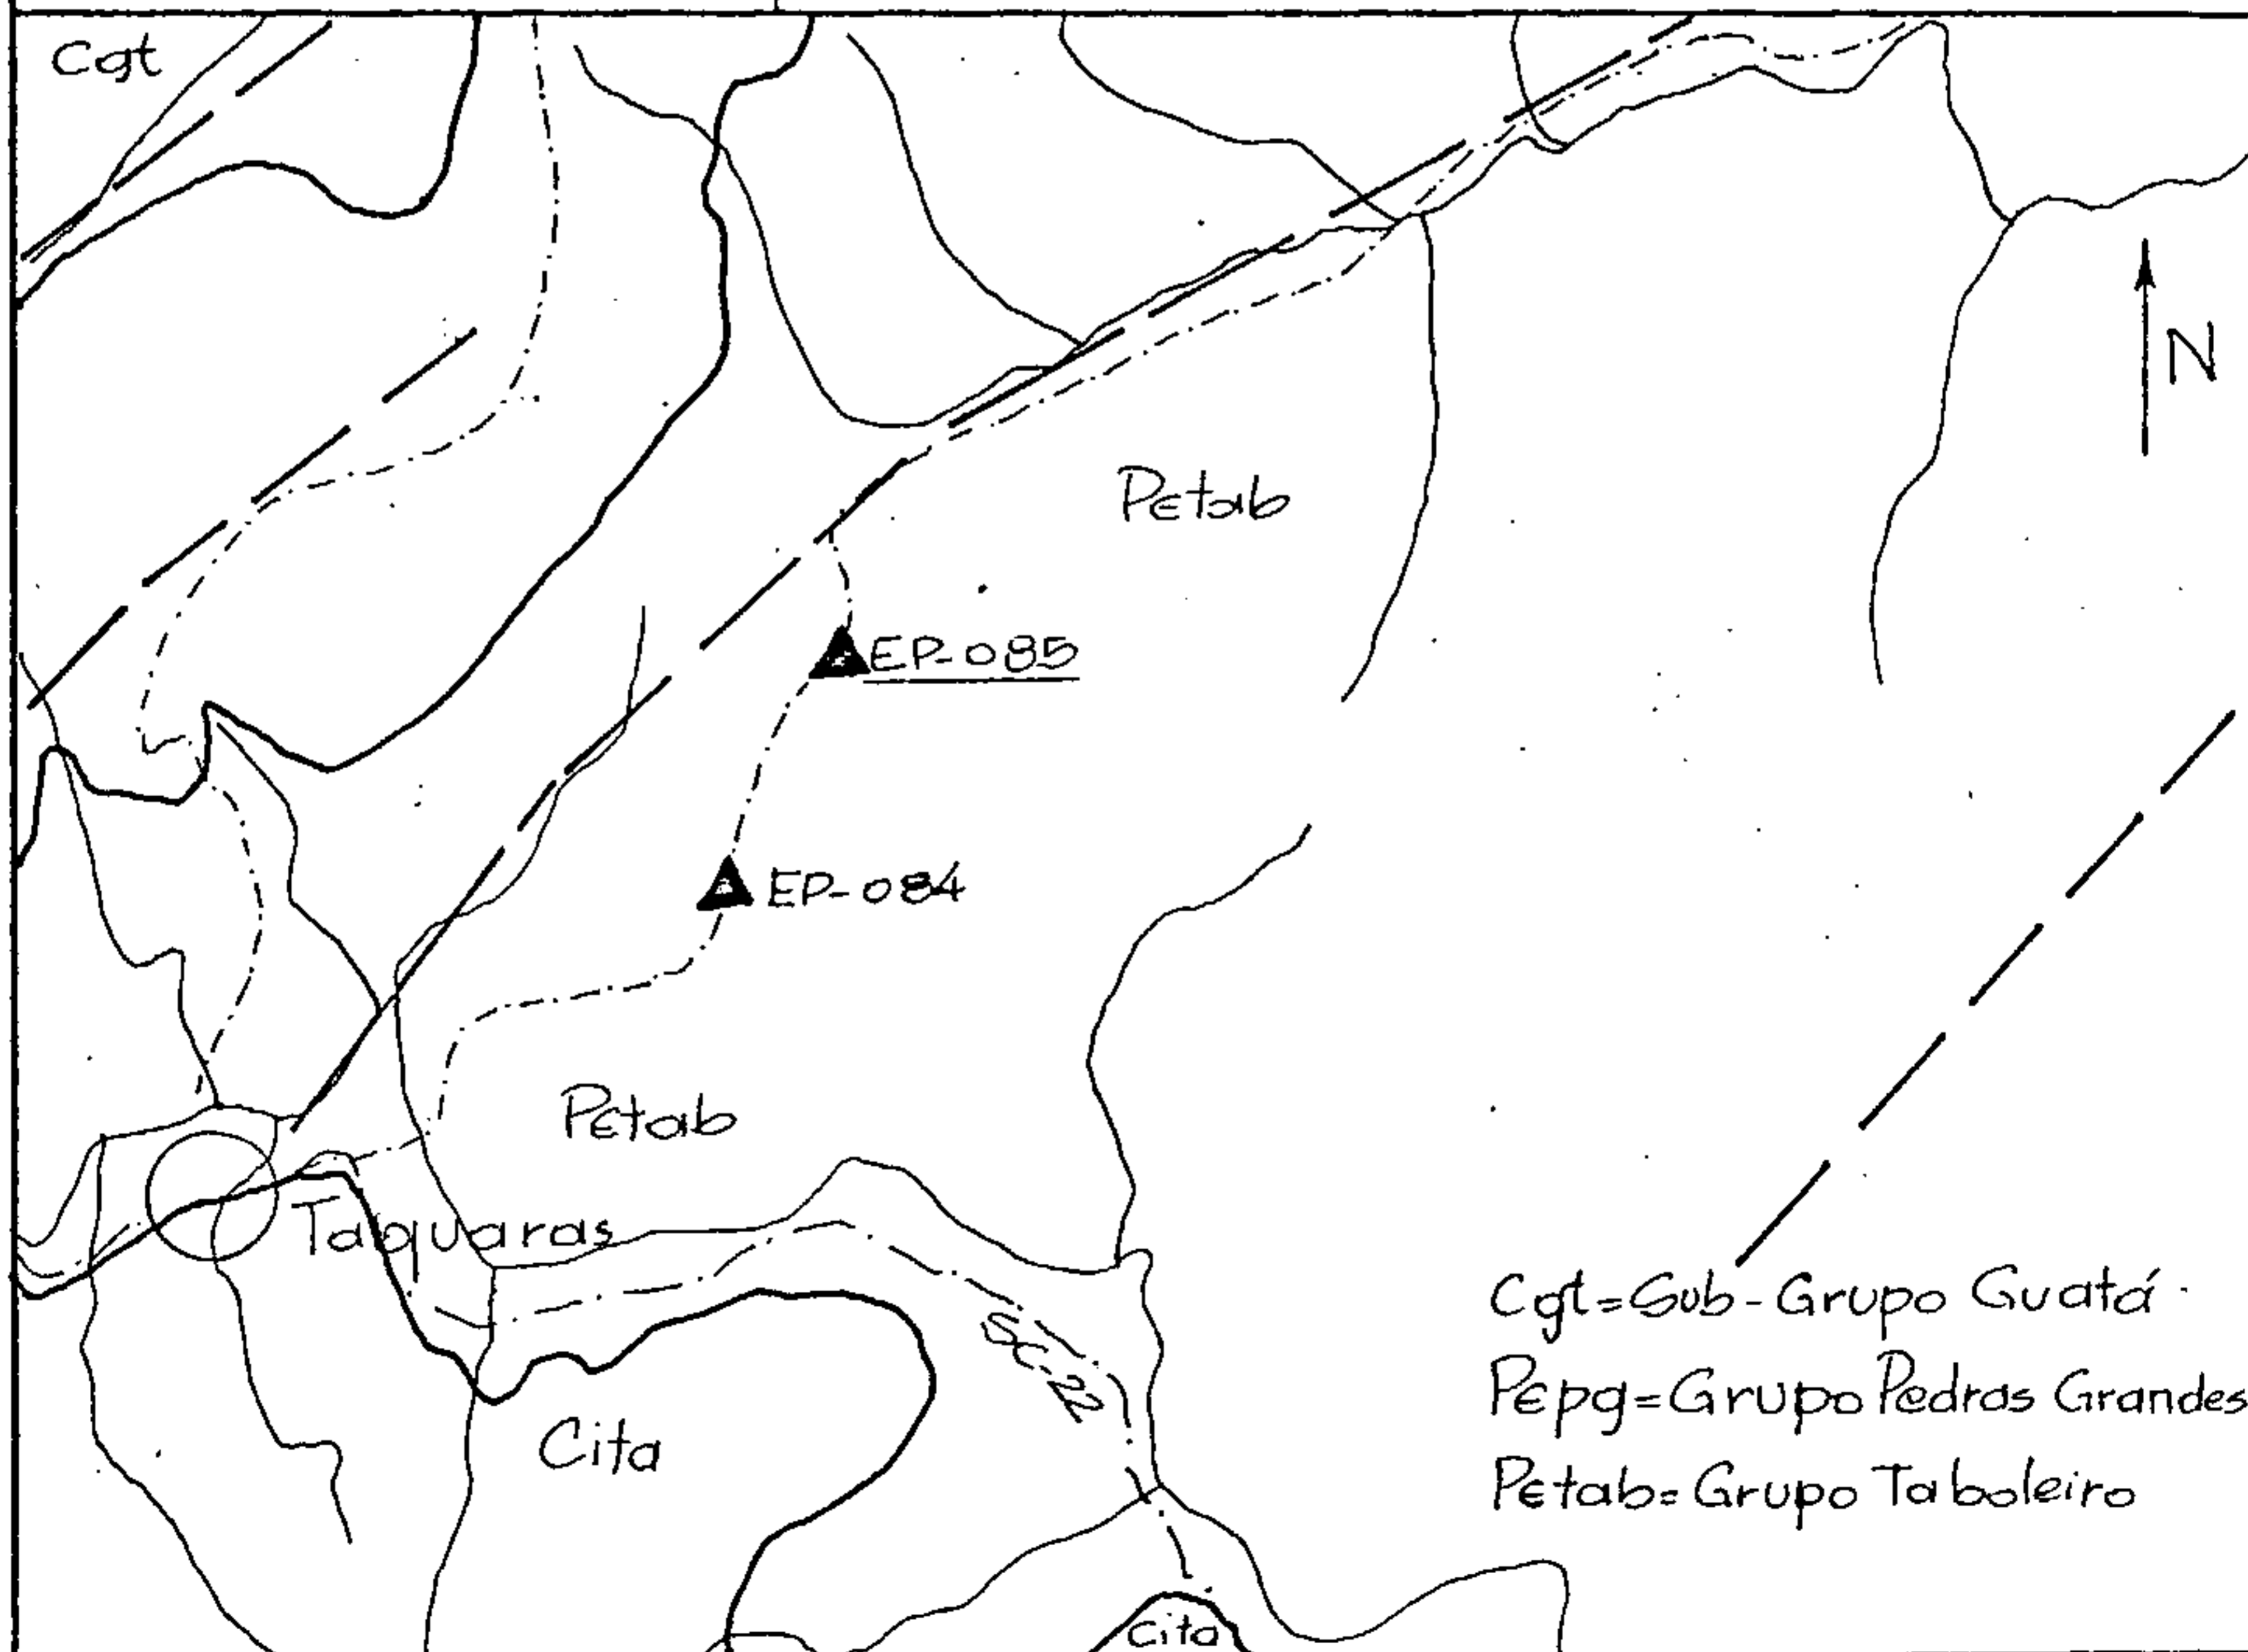 Cgt
N
PEtab
EP-085
EP-084
PEtab
Taquaras
SC-22
Cita
Cita
Cgt=Sub-Grupo Guatá
PEpg=Grupo Pedras Grandes
PEtab=Grupo Taboleiro